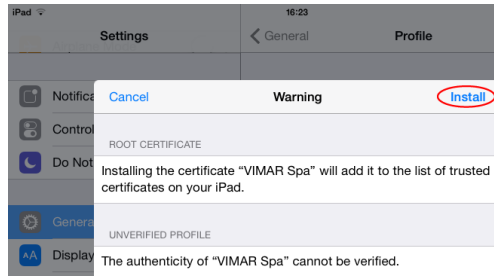 iPad 16:23
Settings General Profile
Notifica
Cancel Warning Install
Control
ROOT CERTIFICATE
Do Not
Installing the certificate “VIMAR Spa” will add it to the list of trusted
certificates on your iPad.
Genera
UNVERIFIED PROFILE
AA Display
The authenticity of “VIMAR Spa” cannot be verified.